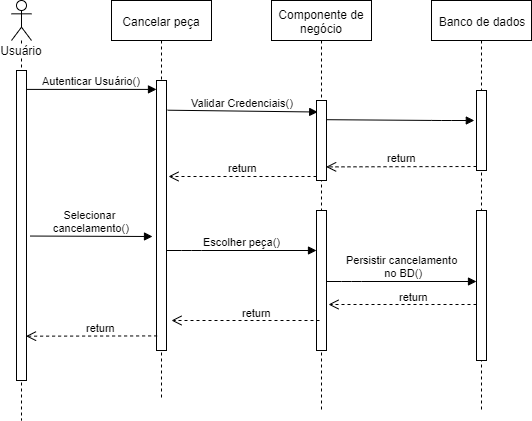 Usuário
Cancelar peça
Componente de
negócio
Banco de dados
Autenticar Usuário()
Validar Credenciais()
return
return
Selecionar
cancelamento()
Escolher peça()
Persistir cancelamento
no BD()
return
return
return